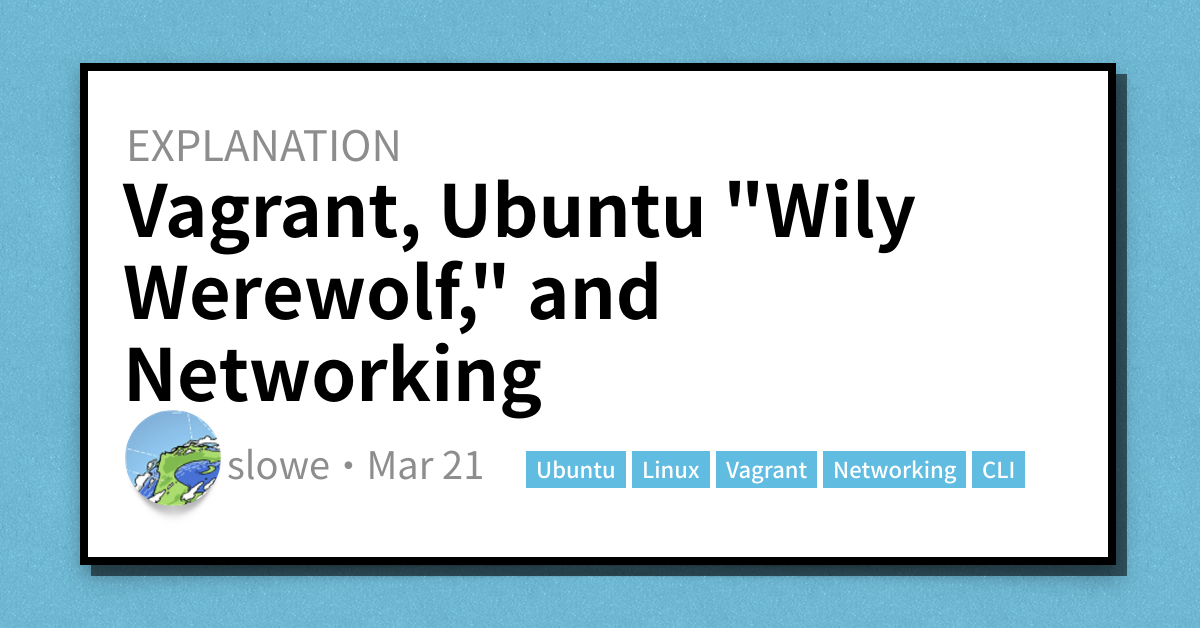 EXPLANATION
Vagrant, Ubuntu "Wily
Werewolf," and
Networking
slowe • Mar 21
Ubuntu Linux Vagrant Networking CLI